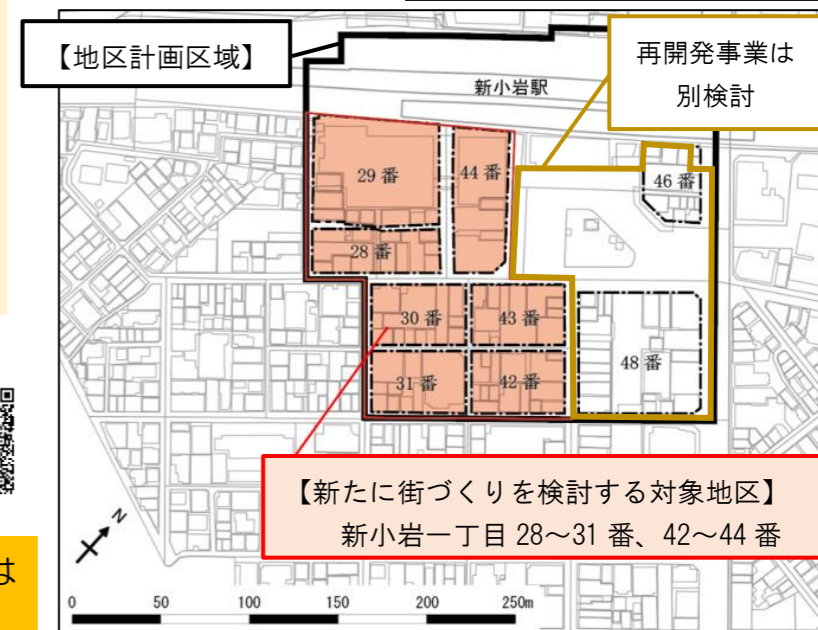 【地区計画区域】
再開発事業は
別検討
新小岩駅
29 番
44 番
46 番
28 番
30 番
43 番
48 番
31 番
42 番
【新たに街づくりを検討する対象地区】
新小岩一丁目 28～31 番、42～44 番
N
は
0 50 100 150 200 250m